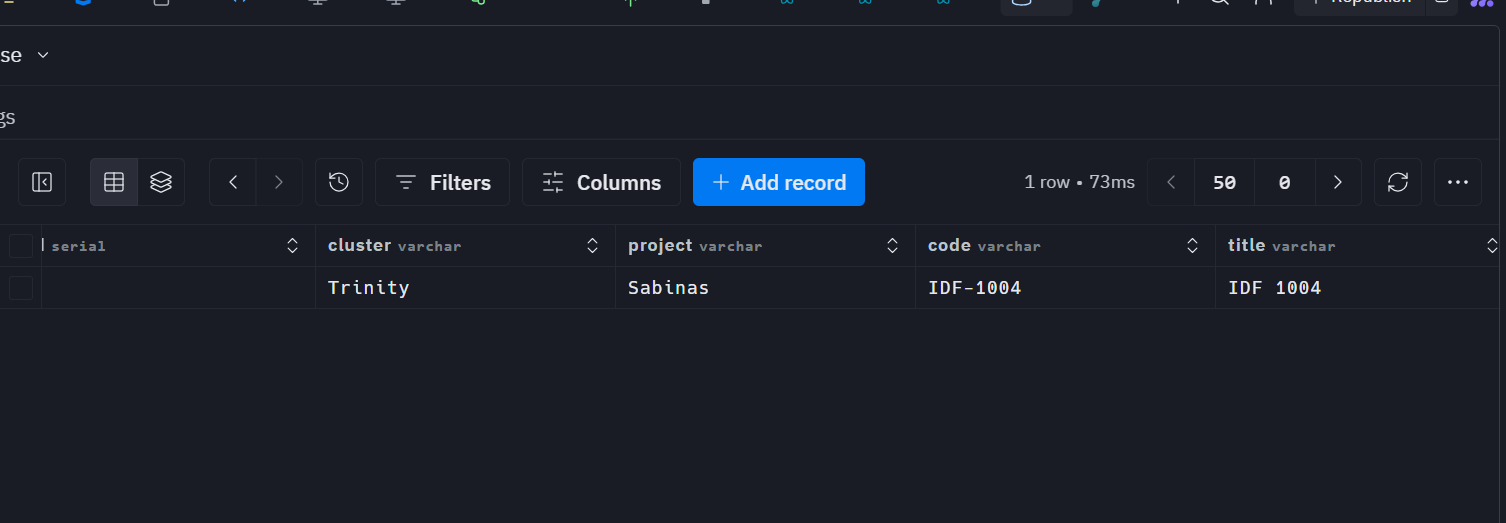 Republish
se
gs
Filters
Columns
Add record
1 row • 73ms
50
0
serial
cluster varchar
project varchar
code varchar
title varchar
Trinity
Sabinas
IDF-1004
IDF 1004